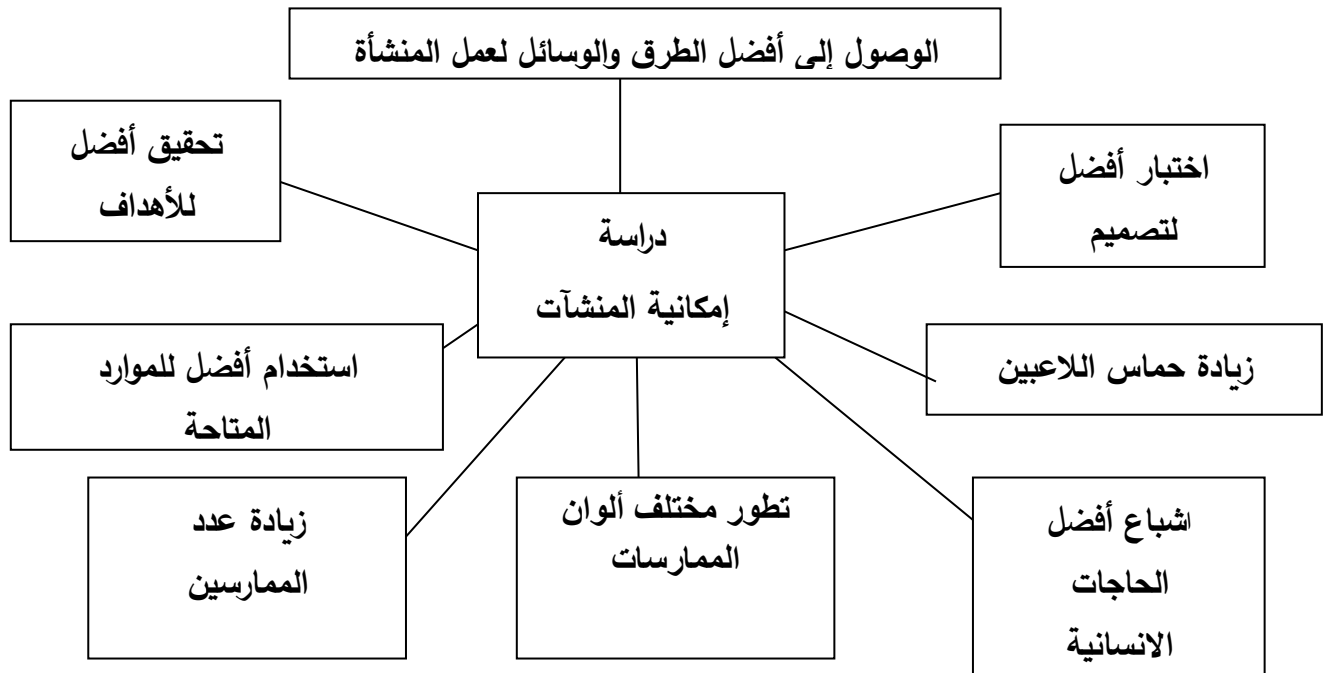 الوصول إلى أفضل الطرق والوسائل لعمل المنشأة
اختبار أفضل
لتصميم
تحقيق أفضل
للأهداف
دراسة
إمكانية المنشآت
زيادة حماس اللاعبين
استخدام أفضل للموارد
المتاحة
اشباع أفضل
الحاجات
الانسانية
تطور مختلف ألوان
الممارسات
زيادة عدد
الممارسين